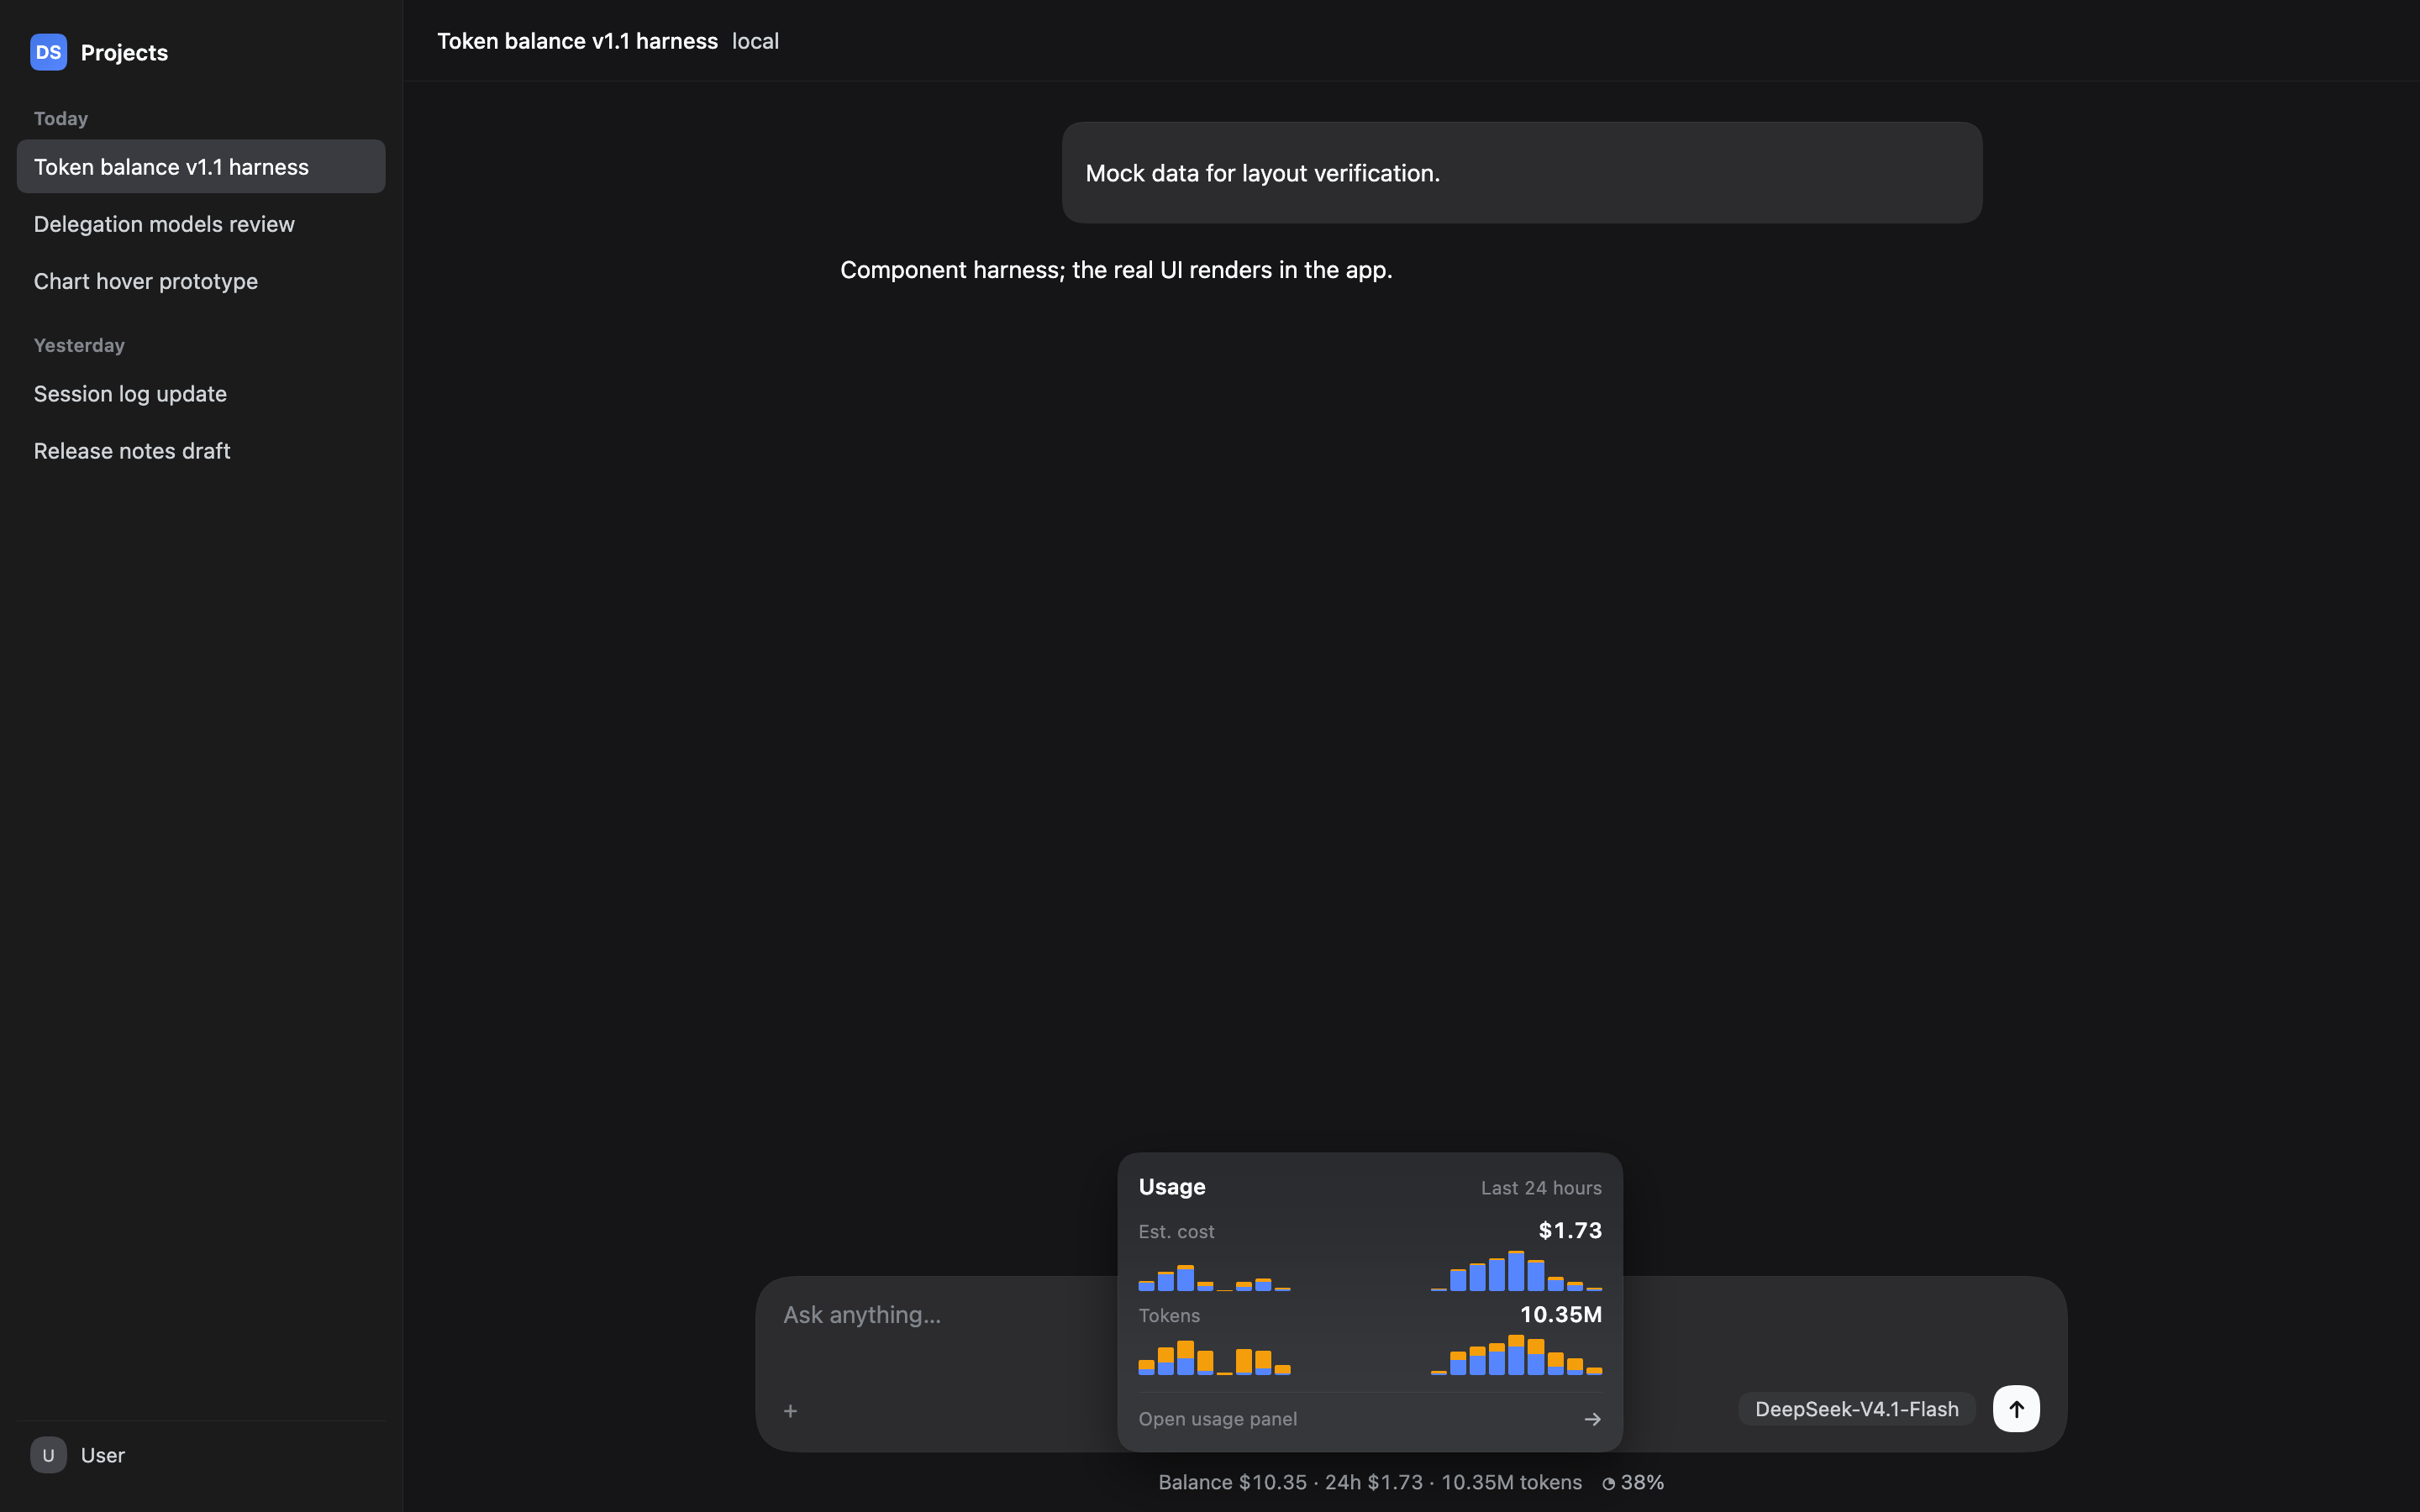 DS Projects
Today
Token balance v1.1 harness
Delegation models review
Chart hover prototype
Yesterday
Session log update
Release notes draft
U User
Token balance v1.1 harness local
Mock data for layout verification.
Component harness; the real UI renders in the app.
Usage Last 24 hours
Est. cost $1.73
Tokens 10.35M
Open usage panel →
Ask anything...
+
DeepSeek-V4.1-Flash
Balance $10.35 · 24h $1.73 · 10.35M tokens 38%